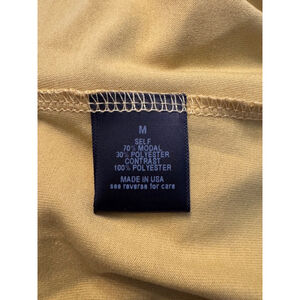 M
SELF
70% MODAL
30% POLYESTER
CONTRAST
100% POLYESTER
MADE IN USA
see reverse for care